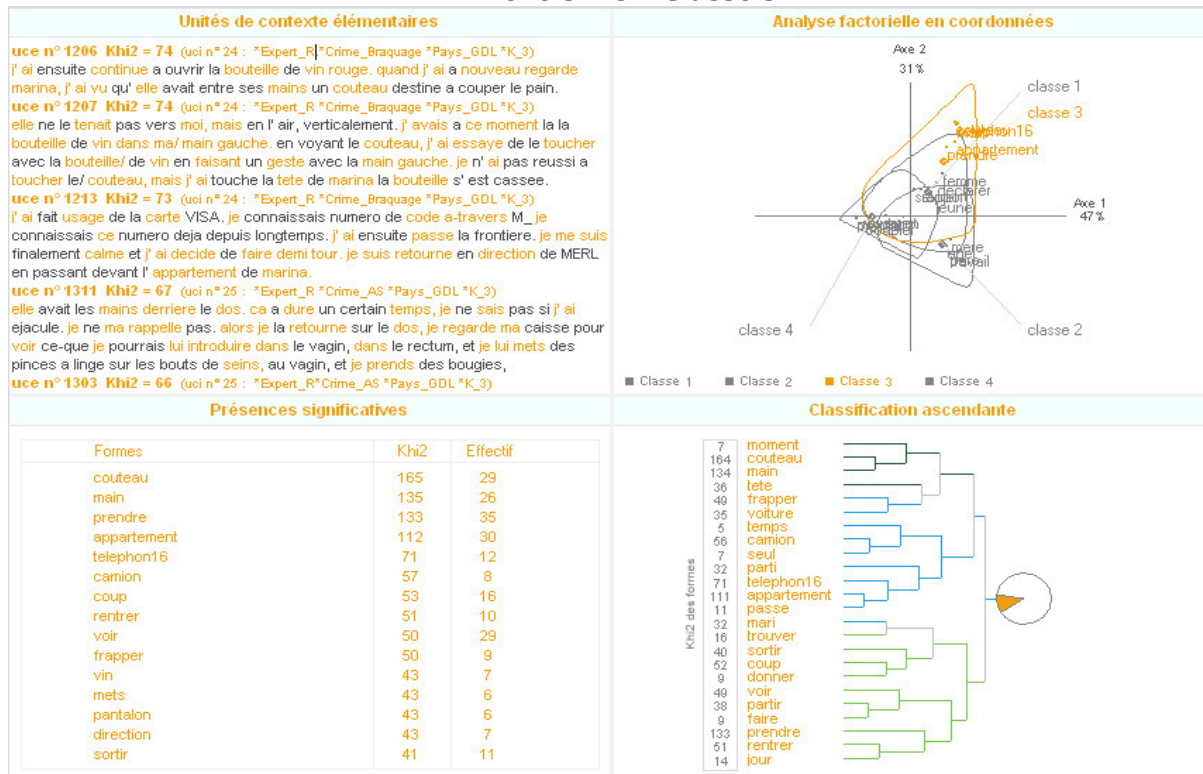 Unités de contexte élémentaires
uce n° 1206 Khi2 = 74 (uci n° 24 : *Expert_R *Crime_Braquage *Pays_GDL *K_3)
j' ai ensuite continue a ouvrir la bouteille de vin rouge. quand j' ai a nouveau regarde
marina, j' ai vu qu' elle avait entre ses mains un couteau destine a couper le pain.
uce n° 1207 Khi2 = 74 (uci n° 24 : *Expert_R *Crime_Braquage *Pays_GDL *K_3)
elle ne le tenait pas vers moi, mais en l' air, verticalement. j' avais a ce moment la la
bouteille de vin dans ma/ main gauche. en voyant le couteau, j' ai essaye de le toucher
avec la bouteille/ de vin en faisant un geste avec la main gauche. je n' ai pas reussi a
toucher le/ couteau, mais j' ai touche la tete de marina la bouteille s' est cassee.
uce n° 1213 Khi2 = 73 (uci n° 24 : *Expert_R *Crime_Braquage *Pays_GDL *K_3)
j' ai fait usage de la carte VISA. je connaissais numero de code a-travers M_ je
connaissais ce numero deja depuis longtemps. j' ai ensuite passe la frontiere. je me suis
finalement calme et j' ai decide de faire demi tour. je suis retourne en direction de MERL
en passant devant l' appartement de marina.
uce n° 1311 Khi2 = 67 (uci n° 25 : *Expert_R *Crime_AS *Pays_GDL *K_3)
elle avait les mains derriere le dos. ca a dure un certain temps, je ne sais pas si j' ai
ejacule. je ne ma rappelle pas. alors je la retourne sur le dos, je regarde ma caisse pour
voir ce-que je pourrais lui introduire dans le vagin, dans le rectum, et je lui mets des
pinces a linge sur les bouts de seins, au vagin, et je prends des bougies,
uce n° 1303 Khi2 = 66 (uci n° 25 : *Expert_R*Crime_AS *Pays_GDL *K_3)
Analyse factorielle en coordonnées
Axe 2
31%
classe 1
classe 3
telephon16
appartement
prendre
femme
declarer
jeune
Axe 1
47%
mere
travail
classe 4
classe 2
Classe 1 Classe 2 Classe 3 Classe 4
Présences significatives
Formes Khi2 Effectif
couteau 165 29
main 135 26
prendre 133 35
appartement 112 30
telephon16 71 12
camion 57 8
coup 53 16
rentrer 51 10
voir 50 29
frapper 50 9
vin 43 7
mets 43 6
pantalon 43 6
direction 43 7
sortir 41 11
Classification ascendante
Khi2 des formes
7 moment
164 couteau
134 main
36 tete
49 frapper
35 voiture
5 temps
56 camion
7 seul
32 parti
71 telephon16
111 appartement
11 passe
32 mari
16 trouver
40 sortir
52 coup
9 donner
49 voir
38 partir
9 faire
133 prendre
51 rentrer
14 jour